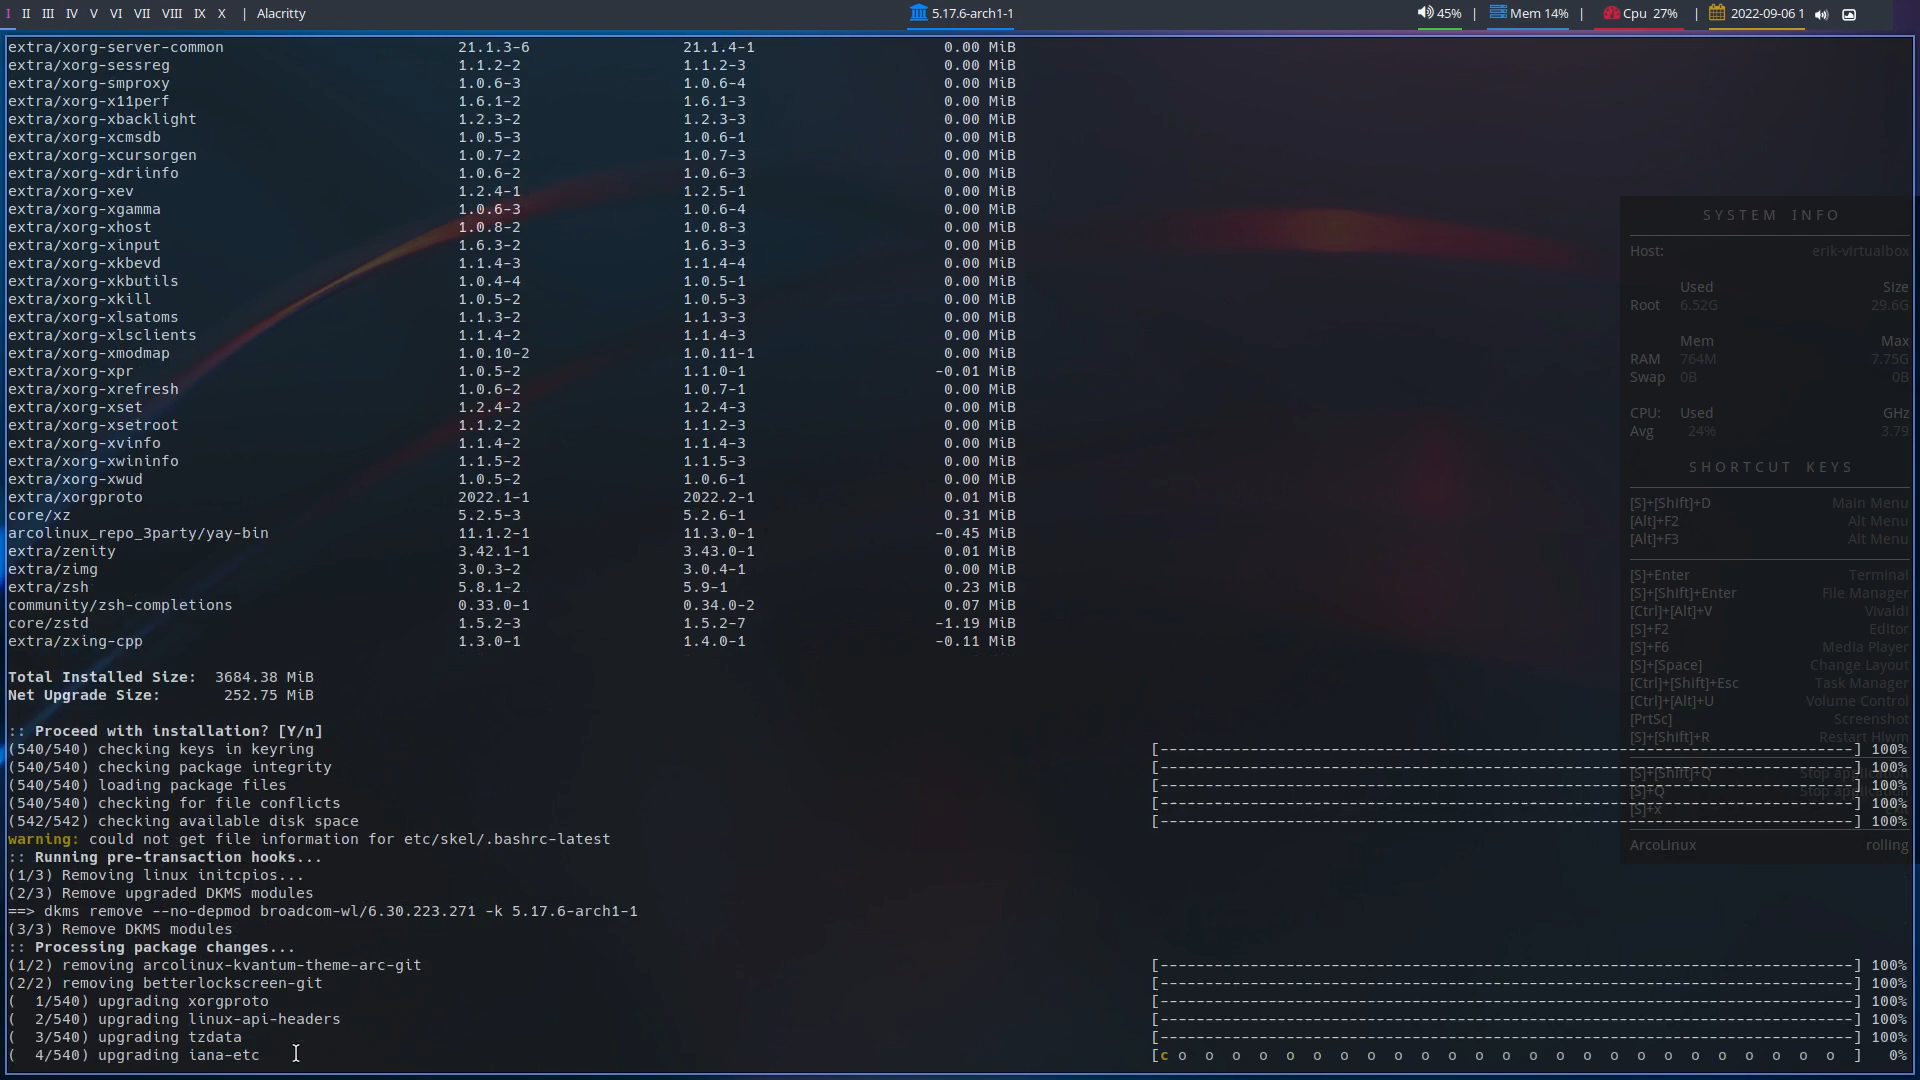 I II III IV V VI VII VIII IX X | Alacritty 5.17.6-arch1-1 45% | Mem 14% | Cpu 27% | 2022-09-06 1
extra/xorg-server-common 21.1.3-6 21.1.4-1 0.00 MiB
extra/xorg-sessreg 1.1.2-2 1.1.2-3 0.00 MiB
extra/xorg-smproxy 1.0.6-3 1.0.6-4 0.00 MiB
extra/xorg-x11perf 1.6.1-2 1.6.1-3 0.00 MiB
extra/xorg-xbacklight 1.2.3-2 1.2.3-3 0.00 MiB
extra/xorg-xcmsdb 1.0.5-3 1.0.6-1 0.00 MiB
extra/xorg-xcursorgen 1.0.7-2 1.0.7-3 0.00 MiB
extra/xorg-xdriinfo 1.0.6-2 1.0.6-3 0.00 MiB
extra/xorg-xev 1.2.4-1 1.2.5-1 0.00 MiB
extra/xorg-xgamma 1.0.6-3 1.0.6-4 0.00 MiB
extra/xorg-xhost 1.0.8-2 1.0.8-3 0.00 MiB
extra/xorg-xinput 1.6.3-2 1.6.3-3 0.00 MiB
extra/xorg-xkbevd 1.1.4-3 1.1.4-4 0.00 MiB
extra/xorg-xkbutils 1.0.4-4 1.0.5-1 0.00 MiB
extra/xorg-xkill 1.0.5-2 1.0.5-3 0.00 MiB
extra/xorg-xlsatoms 1.1.3-2 1.1.3-3 0.00 MiB
extra/xorg-xlsclients 1.1.4-2 1.1.4-3 0.00 MiB
extra/xorg-xmodmap 1.0.10-2 1.0.11-1 0.00 MiB
extra/xorg-xpr 1.0.5-2 1.1.0-1 -0.01 MiB
extra/xorg-xrefresh 1.0.6-2 1.0.7-1 0.00 MiB
extra/xorg-xset 1.2.4-2 1.2.4-3 0.00 MiB
extra/xorg-xsetroot 1.1.2-2 1.1.2-3 0.00 MiB
extra/xorg-xvinfo 1.1.4-2 1.1.4-3 0.00 MiB
extra/xorg-xwininfo 1.1.5-2 1.1.5-3 0.00 MiB
extra/xorg-xwud 1.0.5-2 1.0.6-1 0.00 MiB
extra/xorgproto 2022.1-1 2022.2-1 0.01 MiB
core/xz 5.2.5-3 5.2.6-1 0.31 MiB
arcolinux_repo_3party/yay-bin 11.1.2-1 11.3.0-1 -0.45 MiB
extra/zenity 3.42.1-1 3.43.0-1 0.01 MiB
extra/zimg 3.0.3-2 3.0.4-1 0.00 MiB
extra/zsh 5.8.1-2 5.9-1 0.23 MiB
community/zsh-completions 0.33.0-1 0.34.0-2 0.07 MiB
core/zstd 1.5.2-3 1.5.2-7 -1.19 MiB
extra/zxing-cpp 1.3.0-1 1.4.0-1 -0.11 MiB
Total Installed Size: 3684.38 MiB
Net Upgrade Size: 252.75 MiB
:: Proceed with installation? [Y/n]
(540/540) checking keys in keyring [------------------------------] 100%
(540/540) checking package integrity [------------------------------] 100%
(540/540) loading package files [------------------------------] 100%
(540/540) checking for file conflicts [------------------------------] 100%
(542/542) checking available disk space [------------------------------] 100%
warning: could not get file information for etc/skel/.bashrc-latest
:: Running pre-transaction hooks...
(1/3) Removing linux initcpios...
(2/3) Remove upgraded DKMS modules
==> dkms remove --no-depmod broadcom-wl/6.30.223.271 -k 5.17.6-arch1-1
(3/3) Remove DKMS modules
:: Processing package changes...
(1/2) removing arcolinux-kvantum-theme-arc-git [------------------------------] 100%
(2/2) removing betterlockscreen-git [------------------------------] 100%
( 1/540) upgrading xorgproto [------------------------------] 100%
( 2/540) upgrading linux-api-headers [------------------------------] 100%
( 3/540) upgrading tzdata [------------------------------] 100%
( 4/540) upgrading iana-etc [c o o o o o o o o o o o o o o o o o o o o o o o o o ] 0%
SYSTEM INFO
Host: erik-virtualbox
Used Size
Root 6.52G 29.6G
Mem Max
RAM 764M 7.75G
Swap 0B 0B
CPU: Used GHz
Avg 24% 3.79
SHORTCUT KEYS
[S]+[Shift]+D Main Menu
[Alt]+F2 Alt Menu
[Alt]+F3 Alt Menu
[S]+Enter Terminal
[S]+[Shift]+Enter File Manager
[Ctrl]+[Alt]+V Vivaldi
[S]+F2 Editor
[S]+F6 Media Player
[S]+[Space] Change Layout
[Ctrl]+[Shift]+Esc Task Manager
[Ctrl]+[Alt]+U Volume Control
[PrtSc] Screenshot
[S]+[Shift]+R Restart Hlwm
[S]+[Shift]+Q Stop application
[S]+Q Stop application
[S]+x
ArcoLinux rolling